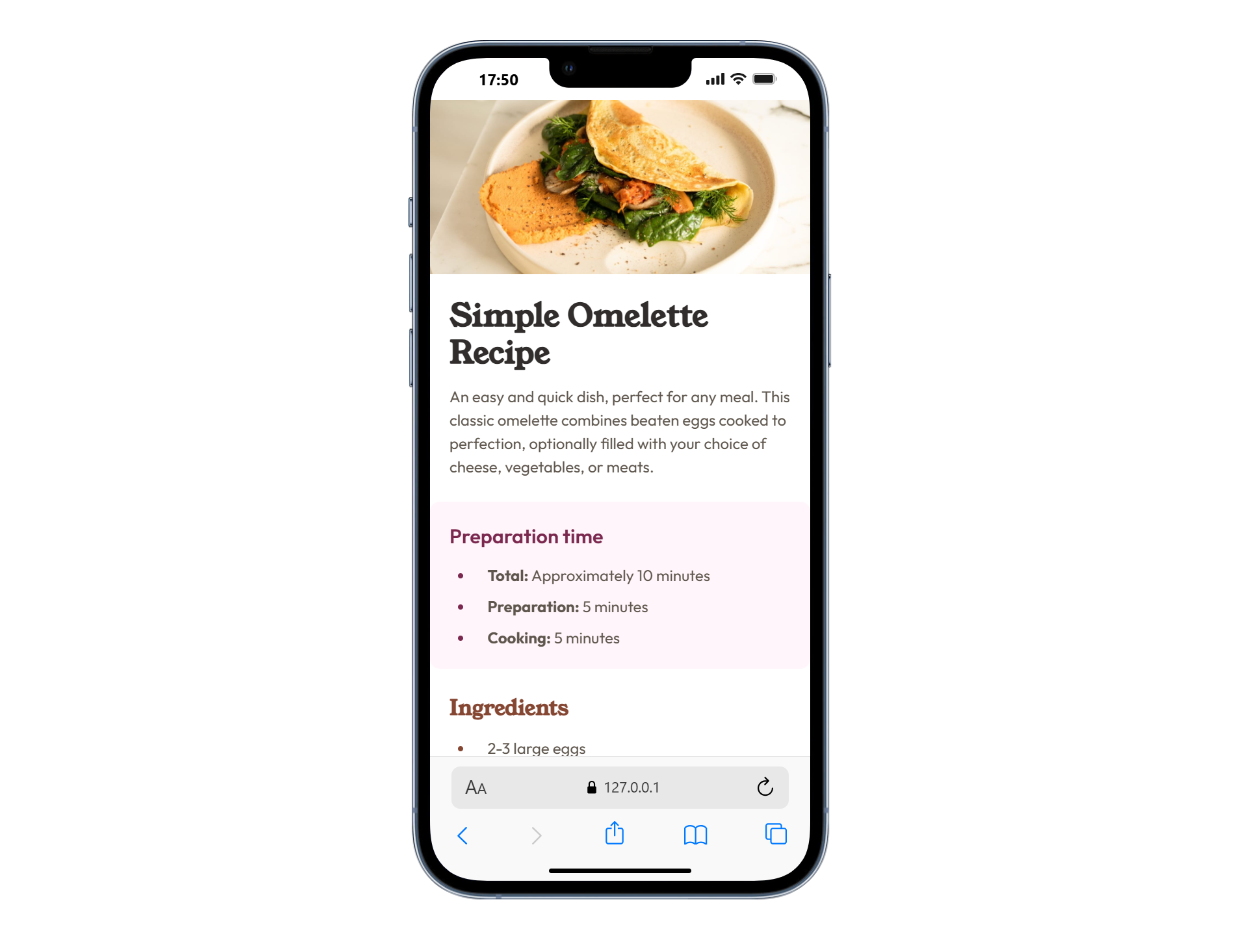 17:50
Simple Omelette
Recipe
An easy and quick dish, perfect for any meal. This
classic omelette combines beaten eggs cooked to
perfection, optionally filled with your choice of
cheese, vegetables, or meats.
Preparation time
• Total: Approximately 10 minutes
• Preparation: 5 minutes
• Cooking: 5 minutes
Ingredients
• 2-3 large eggs
AA 127.0.0.1